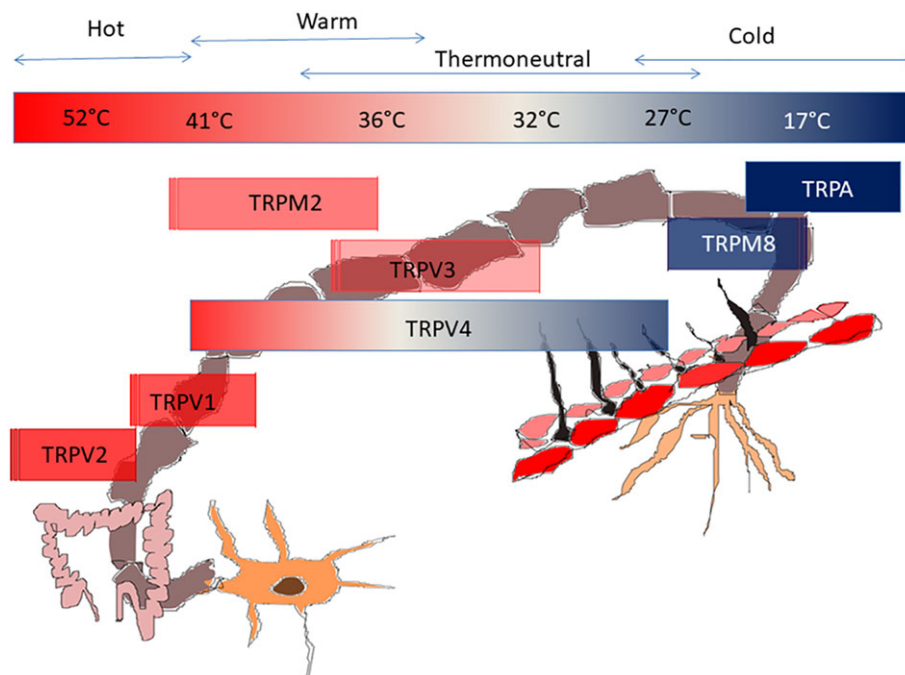 Hot
Warm
Thermoneutral
Cold
52°C
41°C
36°C
32°C
27°C
17°C
TRPM2
TRPA
TRPM8
TRPV3
TRPV4
TRPV1
TRPV2